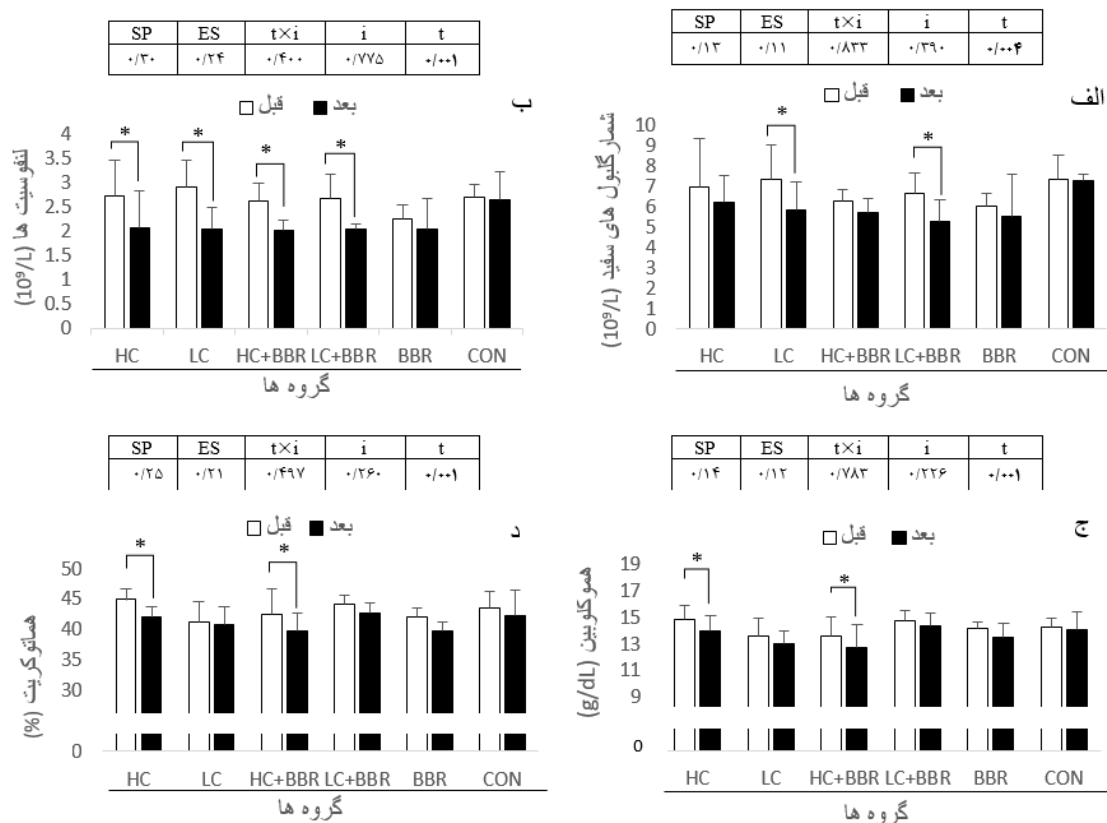 SP ES t×i i t
۰/۱۳ ۰/۱۱ ۰/۸۳۳ ۰/۳۹۰ ۰/۰۰۴
الف
قبل بعد
شمارگلبول های سفید (10⁹/L)
10
9
8
7
6
5
4
3
2
1
0
* *
HC LC HC+BBR LC+BBR BBR CON
گروه ها
SP ES t×i i t
۰/۳۰ ۰/۲۴ ۰/۴۰۰ ۰/۷۷۵ ۰/۰۰۱
ب
قبل بعد
لنفوسیت ها (10⁹/L)
4
3.5
3
2.5
2
1.5
1
0.5
0
* * * *
HC LC HC+BBR LC+BBR BBR CON
گروه ها
SP ES t×i i t
۰/۱۴ ۰/۱۲ ۰/۷۸۳ ۰/۲۲۶ ۰/۰۰۱
ج
قبل بعد
هموگلوبین (g/dL)
19
17
15
13
11
9
0
* *
HC LC HC+BBR LC+BBR BBR CON
گروه ها
SP ES t×i i t
۰/۲۵ ۰/۲۱ ۰/۴۹۷ ۰/۲۶۰ ۰/۰۰۱
د
قبل بعد
هماتوکریت (%)
50
45
40
35
30
0
* *
HC LC HC+BBR LC+BBR BBR CON
گروه ها